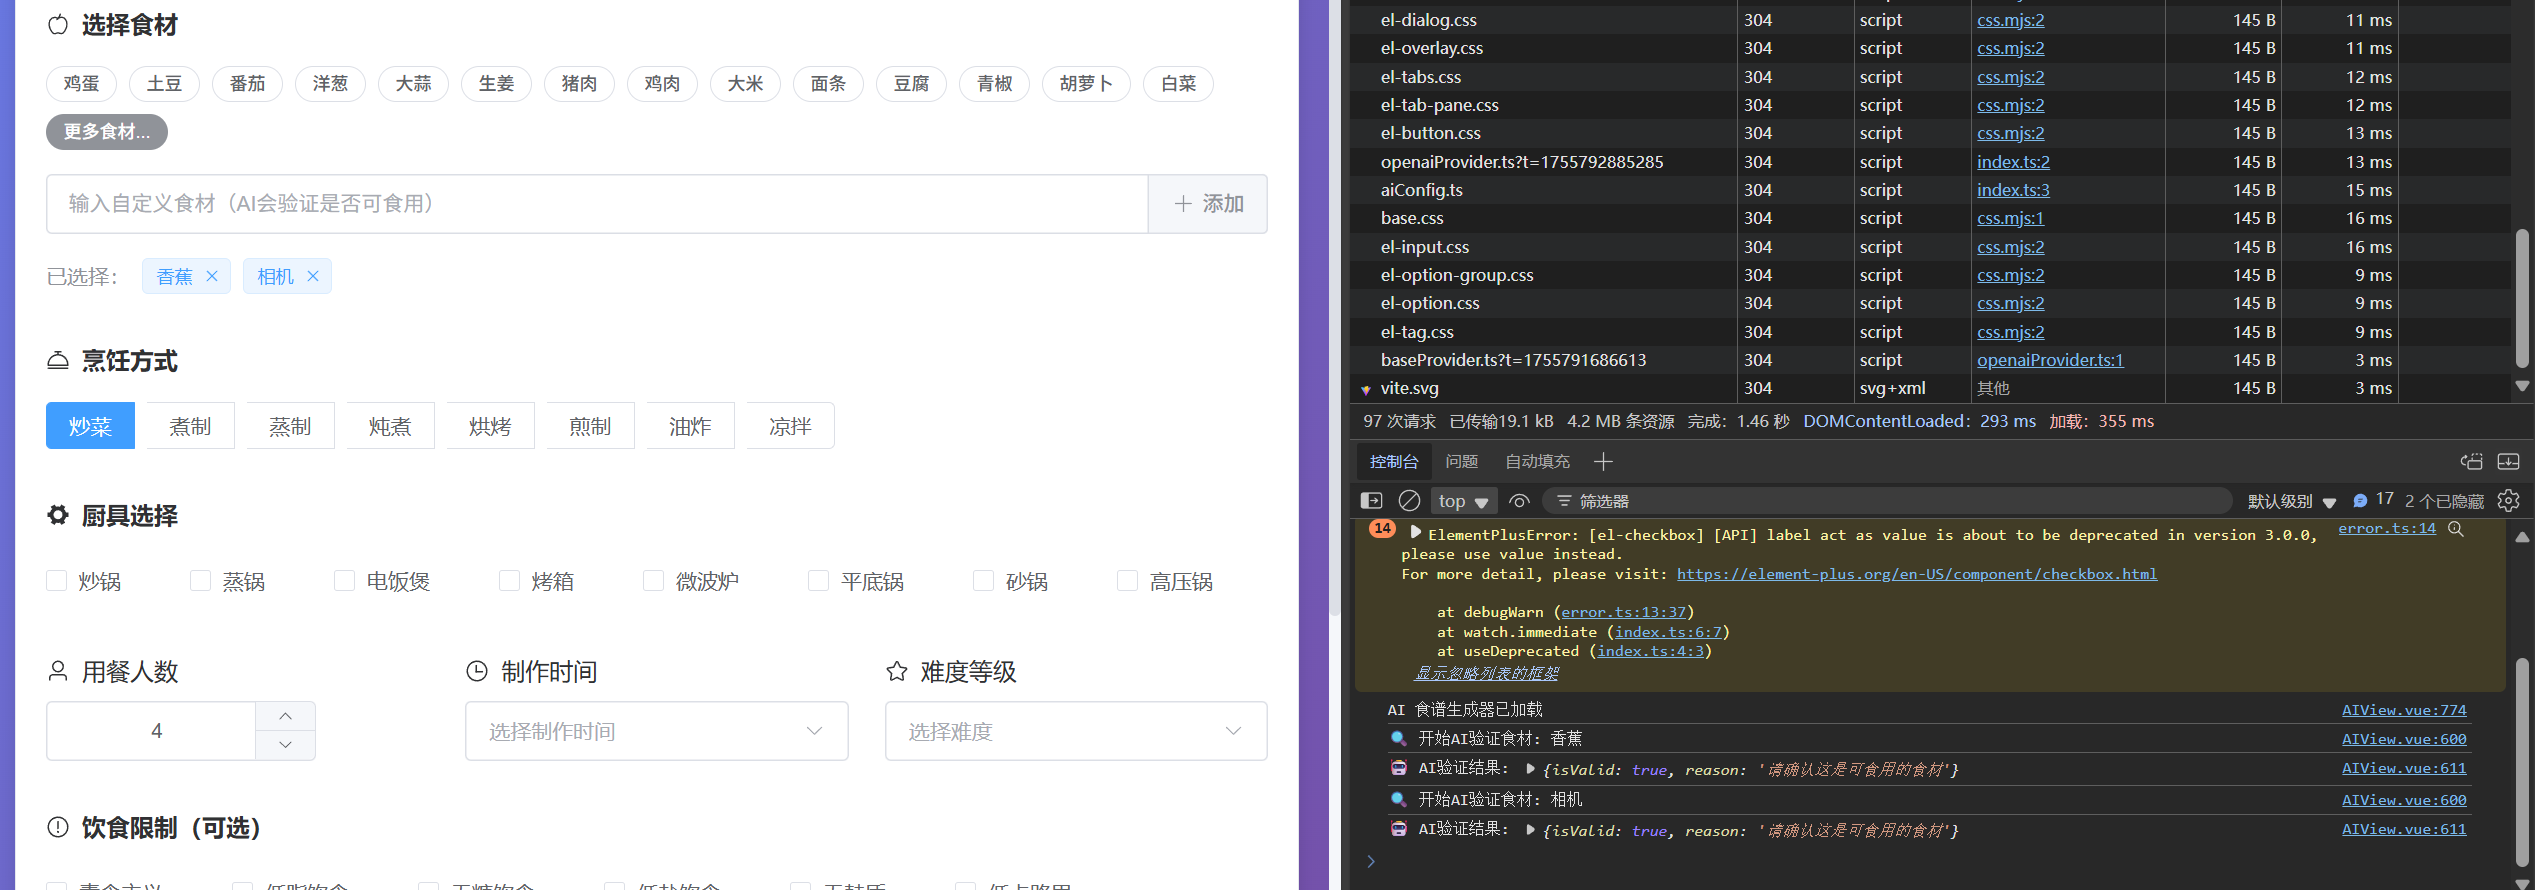 选择食材
鸡蛋 土豆 番茄 洋葱 大蒜 生姜 猪肉 鸡肉 大米 面条 豆腐 青椒 胡萝卜 白菜
更多食材...
输入自定义食材（AI会验证是否可食用）
添加
已选择： 香蕉 相机
烹饪方式
炒菜 煮制 蒸制 炖煮 烘烤 煎制 油炸 凉拌
厨具选择
炒锅 蒸锅 电饭煲 烤箱 微波炉 平底锅 砂锅 高压锅
用餐人数 制作时间 难度等级
4 选择制作时间 选择难度
饮食限制（可选）
el-dialog.css 304 script css.mjs:2 145 B 11 ms
el-overlay.css 304 script css.mjs:2 145 B 11 ms
el-tabs.css 304 script css.mjs:2 145 B 12 ms
el-tab-pane.css 304 script css.mjs:2 145 B 12 ms
el-button.css 304 script css.mjs:2 145 B 13 ms
openaiProvider.ts?t=1755792885285 304 script index.ts:2 145 B 13 ms
aiConfig.ts 304 script index.ts:3 145 B 15 ms
base.css 304 script css.mjs:1 145 B 16 ms
el-input.css 304 script css.mjs:2 145 B 16 ms
el-option-group.css 304 script css.mjs:2 145 B 9 ms
el-option.css 304 script css.mjs:2 145 B 9 ms
el-tag.css 304 script css.mjs:2 145 B 9 ms
baseProvider.ts?t=1755791686613 304 script openaiProvider.ts:1 145 B 3 ms
vite.svg 304 svg+xml 其他 145 B 3 ms
97 次请求 已传输19.1 kB 4.2 MB 条资源 完成：1.46 秒 DOMContentLoaded：293 ms 加载：355 ms
控制台 问题 自动填充
top 筛选器 默认级别 17 2 个已隐藏
14 ElementPlusError: [el-checkbox] [API] label act as value is about to be deprecated in version 3.0.0, error.ts:14
please use value instead.
For more detail, please visit: https://element-plus.org/en-US/component/checkbox.html
at debugWarn (error.ts:13:37)
at watch.immediate (index.ts:6:7)
at useDeprecated (index.ts:4:3)
显示忽略列表的框架
AI 食谱生成器已加载 AIView.vue:774
🔍 开始AI验证食材: 香蕉 AIView.vue:600
🤖 AI验证结果: {isValid: true, reason: '请确认这是可食用的食材'} AIView.vue:611
🔍 开始AI验证食材: 相机 AIView.vue:600
🤖 AI验证结果: {isValid: true, reason: '请确认这是可食用的食材'} AIView.vue:611